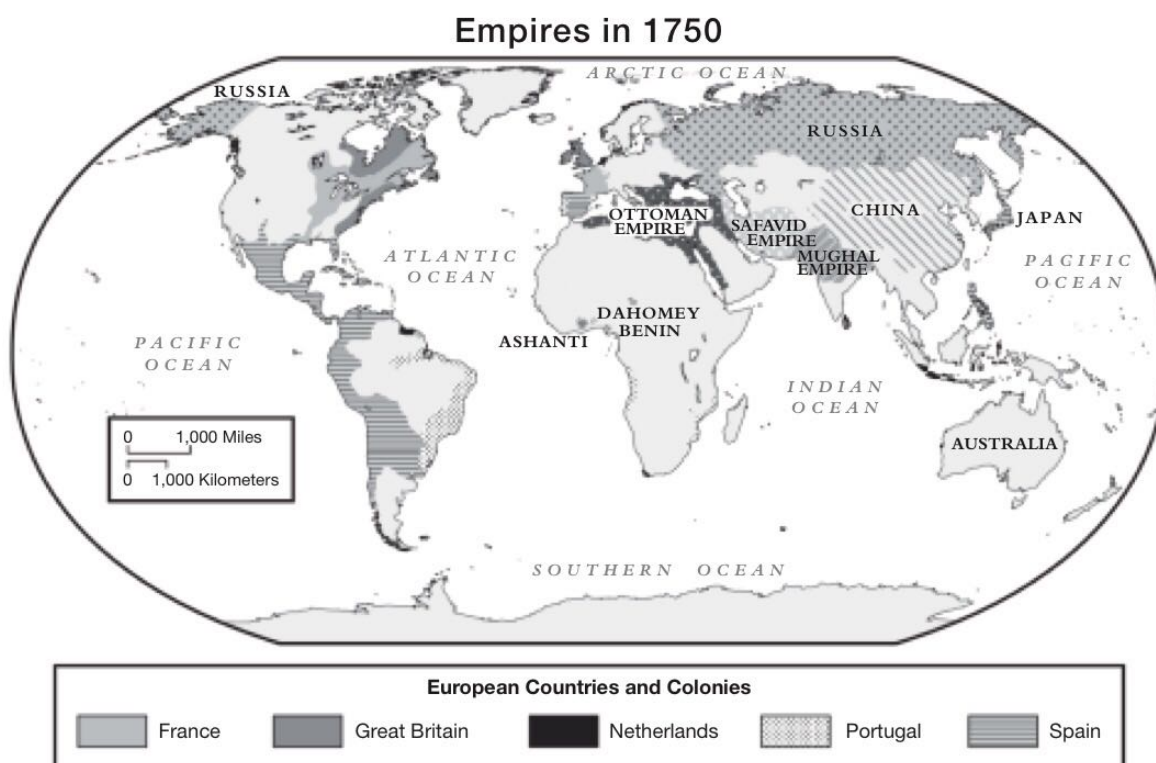 Empires in 1750
ARCTIC OCEAN
RUSSIA
RUSSIA
CHINA
JAPAN
OTTOMAN
EMPIRE
SAFAVID
EMPIRE
MUGHAL
EMPIRE
ATLANTIC
OCEAN
PACIFIC
OCEAN
DAHOMEY
BENIN
ASHANTI
PACIFIC
OCEAN
INDIAN
OCEAN
AUSTRALIA
0 1,000 Miles
0 1,000 Kilometers
SOUTHERN OCEAN
European Countries and Colonies
France Great Britain Netherlands Portugal Spain